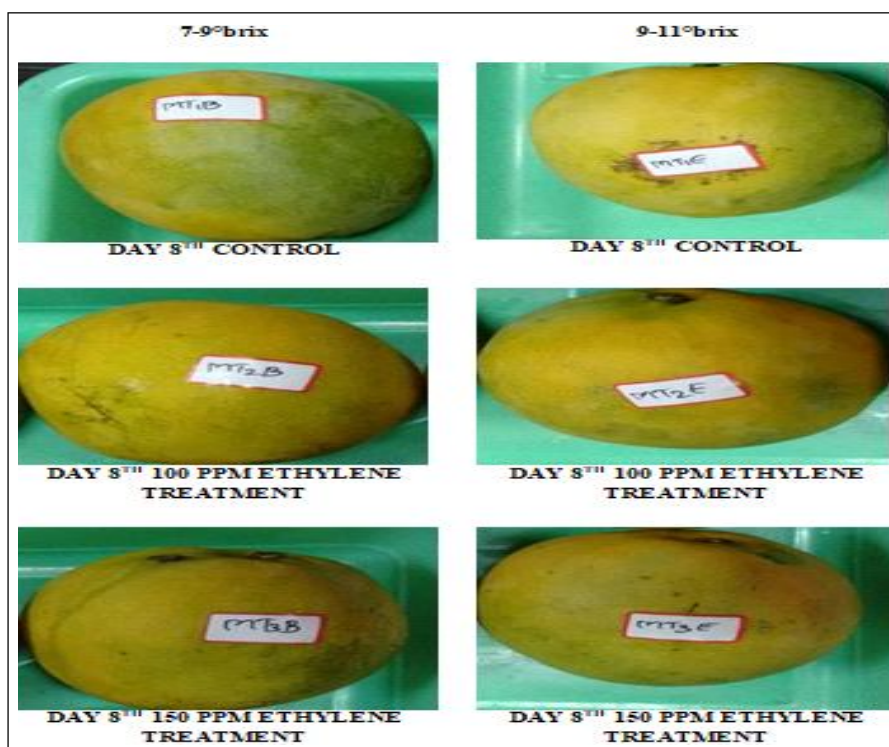 7-9°brix
9-11°brix
MT1B
MT1E
DAY 8TH CONTROL
DAY 8TH CONTROL
MT2B
MT2E
DAY 8TH 100 PPM ETHYLENE
TREATMENT
DAY 8TH 100 PPM ETHYLENE
TREATMENT
MT3B
MT3E
DAY 8TH 150 PPM ETHYLENE
TREATMENT
DAY 8TH 150 PPM ETHYLENE
TREATMENT